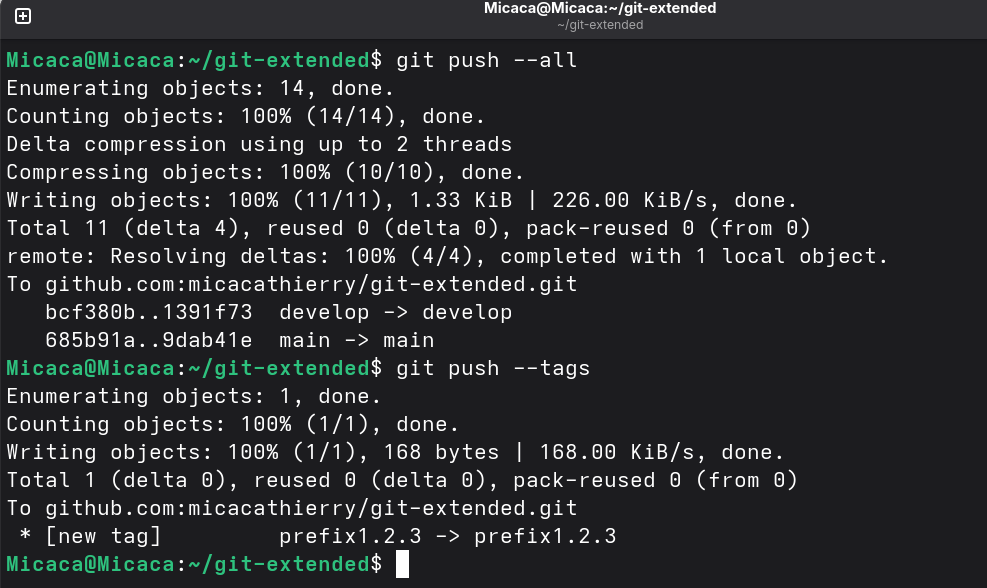 Micaca@Micaca:~/git-extended
~/git-extended
Micaca@Micaca:~/git-extended$ git push --all
Enumerating objects: 14, done.
Counting objects: 100% (14/14), done.
Delta compression using up to 2 threads
Compressing objects: 100% (10/10), done.
Writing objects: 100% (11/11), 1.33 KiB | 226.00 KiB/s, done.
Total 11 (delta 4), reused 0 (delta 0), pack-reused 0 (from 0)
remote: Resolving deltas: 100% (4/4), completed with 1 local object.
To github.com:micacathierry/git-extended.git
   bcf380b..1391f73  develop -> develop
   685b91a..9dab41e  main -> main
Micaca@Micaca:~/git-extended$ git push --tags
Enumerating objects: 1, done.
Counting objects: 100% (1/1), done.
Writing objects: 100% (1/1), 168 bytes | 168.00 KiB/s, done.
Total 1 (delta 0), reused 0 (delta 0), pack-reused 0 (from 0)
To github.com:micacathierry/git-extended.git
 * [new tag]         prefix1.2.3 -> prefix1.2.3
Micaca@Micaca:~/git-extended$